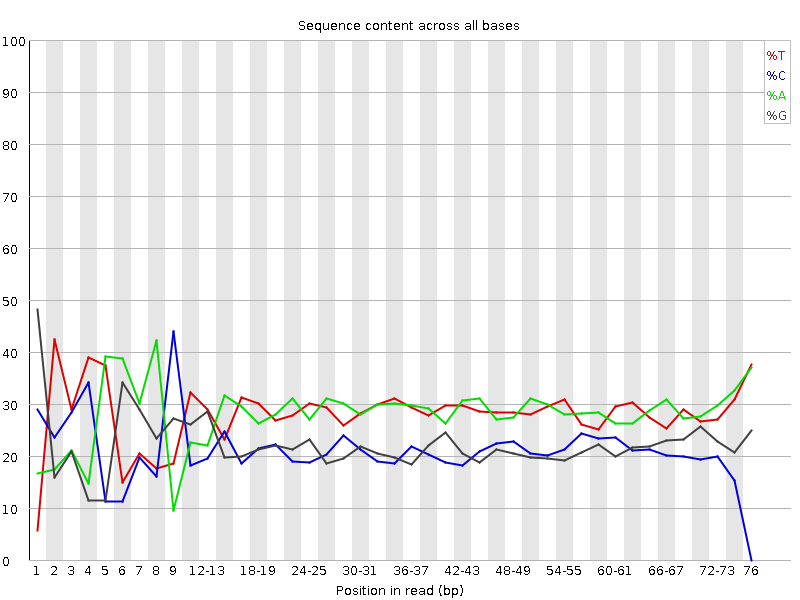 Sequence content across all bases
100
90
80
70
60
50
40
30
20
10
0
%T
%C
%A
%G
1 2 3 4 5 6 7 8 9 12-13 18-19 24-25 30-31 36-37 42-43 48-49 54-55 60-61 66-67 72-73 76
Position in read (bp)